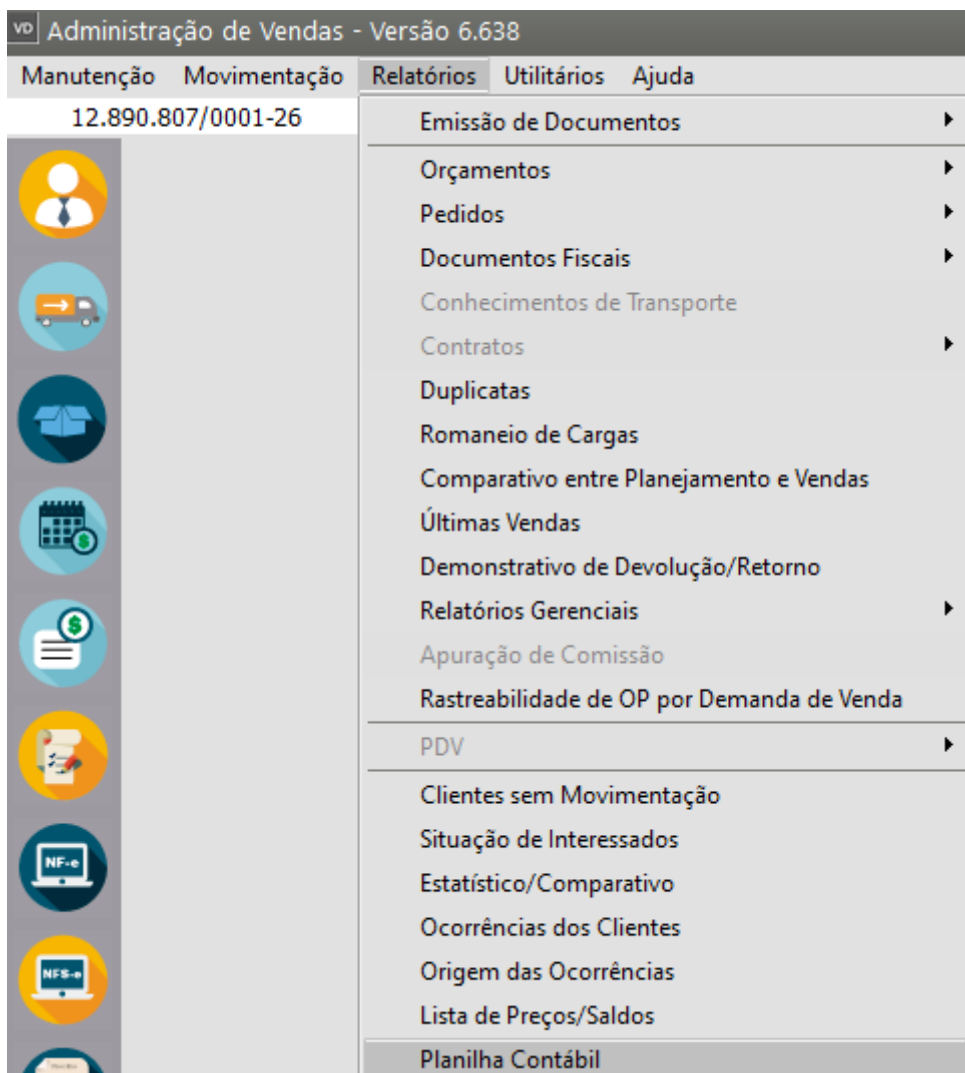 VD Administração de Vendas - Versão 6.638
Manutenção Movimentação Relatórios Utilitários Ajuda
12.890.807/0001-26
Emissão de Documentos
Orçamentos
Pedidos
Documentos Fiscais
Conhecimentos de Transporte
Contratos
Duplicatas
Romaneio de Cargas
Comparativo entre Planejamento e Vendas
Últimas Vendas
Demonstrativo de Devolução/Retorno
Relatórios Gerenciais
Apuração de Comissão
Rastreabilidade de OP por Demanda de Venda
PDV
Clientes sem Movimentação
Situação de Interessados
NF-e
Estatístico/Comparativo
Ocorrências dos Clientes
Origem das Ocorrências
NFS-e
Lista de Preços/Saldos
Planilha Contábil